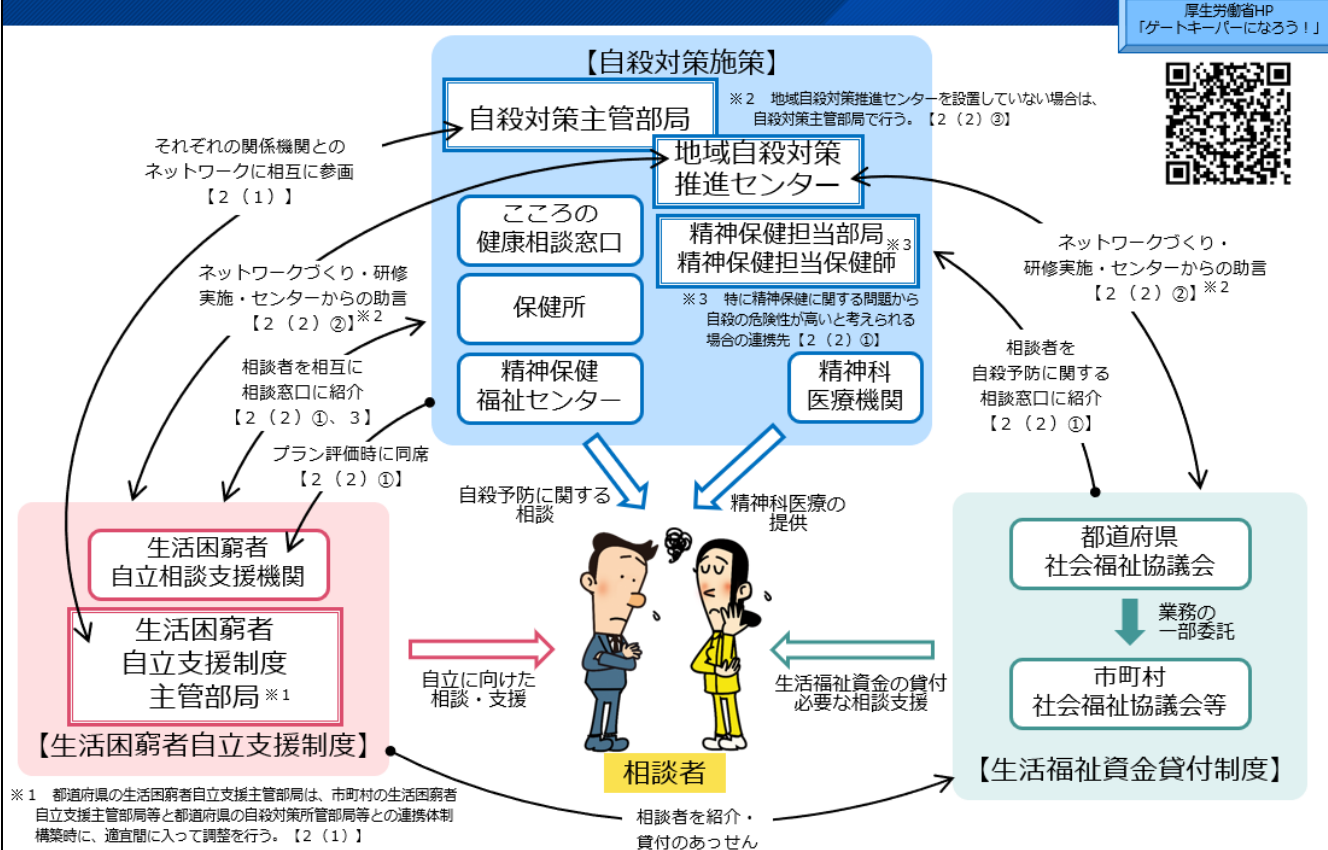 厚生労働省HP
「ゲートキーパーになろう！」
【自殺対策施策】
自殺対策主管部局
※２　地域自殺対策推進センターを設置していない場合は、
自殺対策主管部局で行う。【２（２）③】
地域自殺対策
推進センター
こころの
健康相談窓口
精神保健担当部局
精神保健担当保健師
※3
保健所
※３　特に精神保健に関する問題から
自殺の危険性が高いと考えられる
場合の連携先【２（２）①】
精神保健
福祉センター
精神科
医療機関
それぞれの関係機関との
ネットワークに相互に参画
【２（１）】
ネットワークづくり・研修
実施・センターからの助言
【２（２）②】※２
相談者を相互に
相談窓口に紹介
【２（２）①、３】
プラン評価時に同席
【２（２）①】
ネットワークづくり・
研修実施・センターからの助言
【２（２）②】※２
相談者を
自殺予防に関する
相談窓口に紹介
【２（２）①】
自殺予防に関する
相談
精神科医療の
提供
生活困窮者
自立相談支援機関
生活困窮者
自立支援制度
主管部局※1
【生活困窮者自立支援制度】
自立に向けた
相談・支援
相談者
生活福祉資金の貸付
必要な相談支援
都道府県
社会福祉協議会
業務の
一部委託
市町村
社会福祉協議会等
【生活福祉資金貸付制度】
※１　都道府県の生活困窮者自立支援主管部局は、市町村の生活困窮者
自立支援主管部局等と都道府県の自殺対策所管部局等との連携体制
構築時に、適宜間に入って調整を行う。【２（１）】
相談者を紹介・
貸付のあっせん